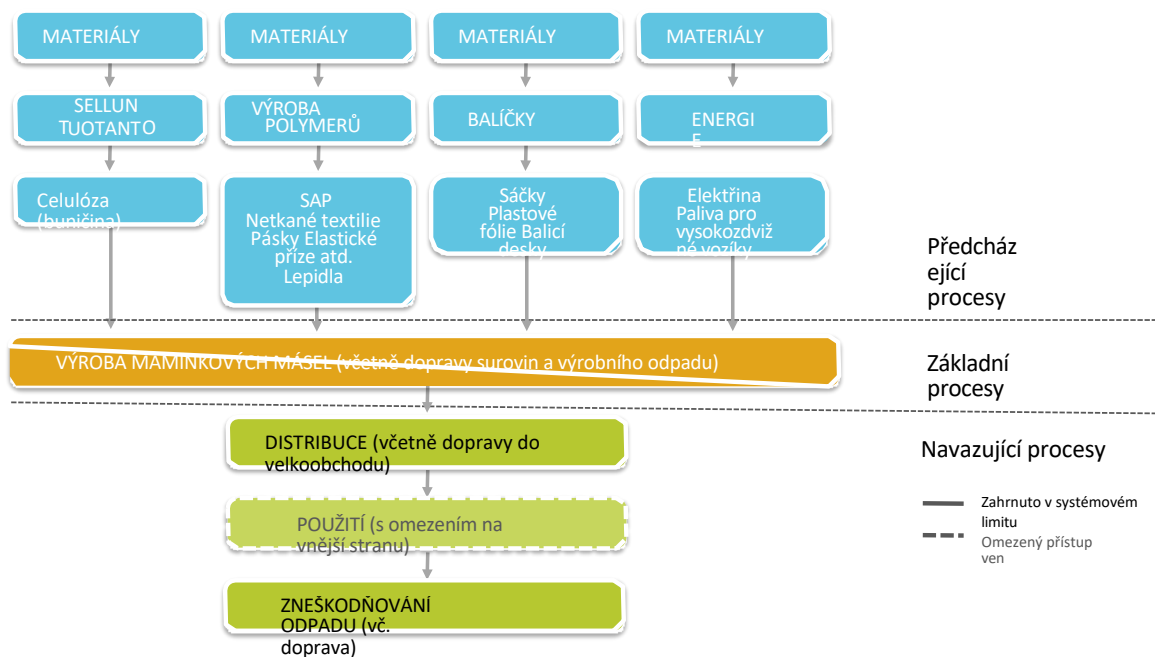 MATERIÁLY
MATERIÁLY
MATERIÁLY
MATERIÁLY
SELLUN
TUOTANTO
VÝROBA
POLYMERŮ
BALÍČKY
ENERGI
E
Celulóza
(buničina)
SAP
Netkané textilie
Pásky Elastické
příze atd.
Lepidla
Sáčky
Plastové
fólie Balicí
desky
Elektřina
Paliva pro
vysokozdviž
né vozíky
Předcház
ející
procesy
VÝROBA MAMINKOVÝCH MÁSEL (včetně dopravy surovin a výrobního odpadu)
Základní
procesy
DISTRIBUCE (včetně dopravy do
velkoobchodu)
Navazující procesy
POUŽITÍ (s omezením na
vnější stranu)
Zahrnuto v systémovém
limitu
Omezený přístup
ven
ZNEŠKODŇOVÁNÍ
ODPADU (vč.
doprava)